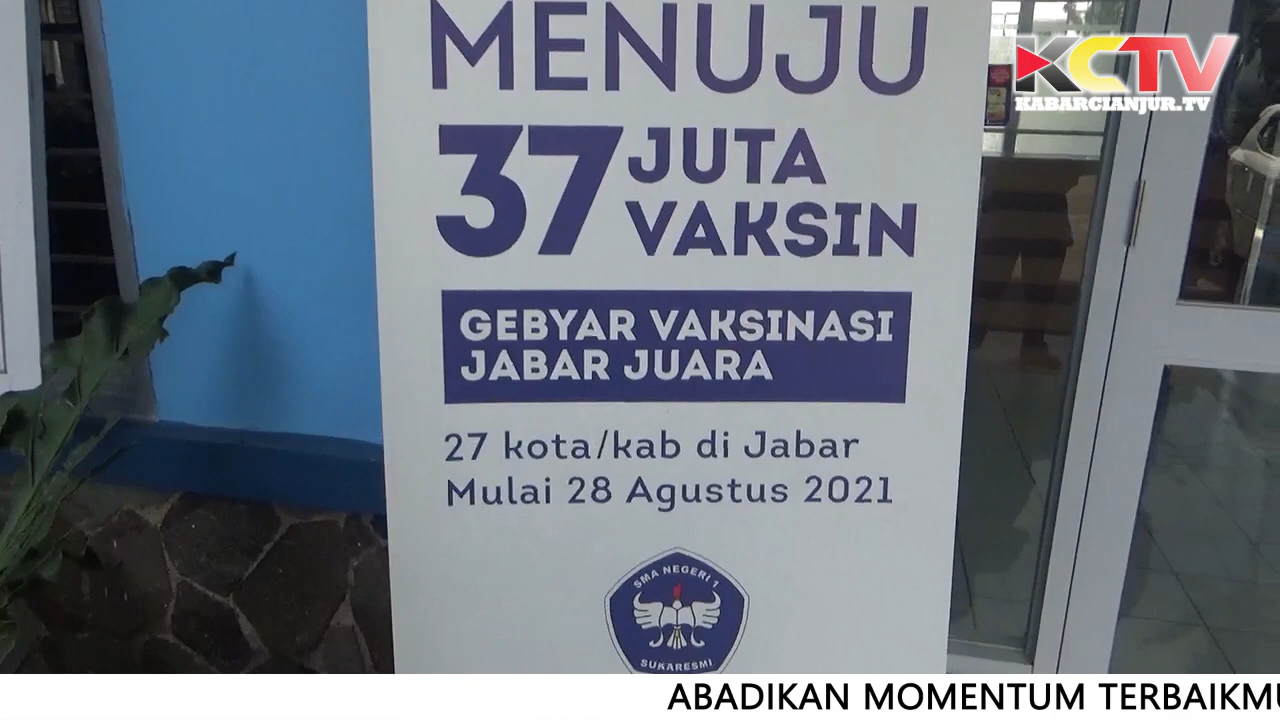 MENUJU
37 JUTA
VAKSIN
GEBYAR VAKSINASI
JABAR JUARA
27 kota/kab di Jabar
Mulai 28 Agustus 2021
SMA NEGERI 1
SUKARESMI
KCTV
KABARCIANJUR.TV
ABADIKAN MOMENTUM TERBAIKMU